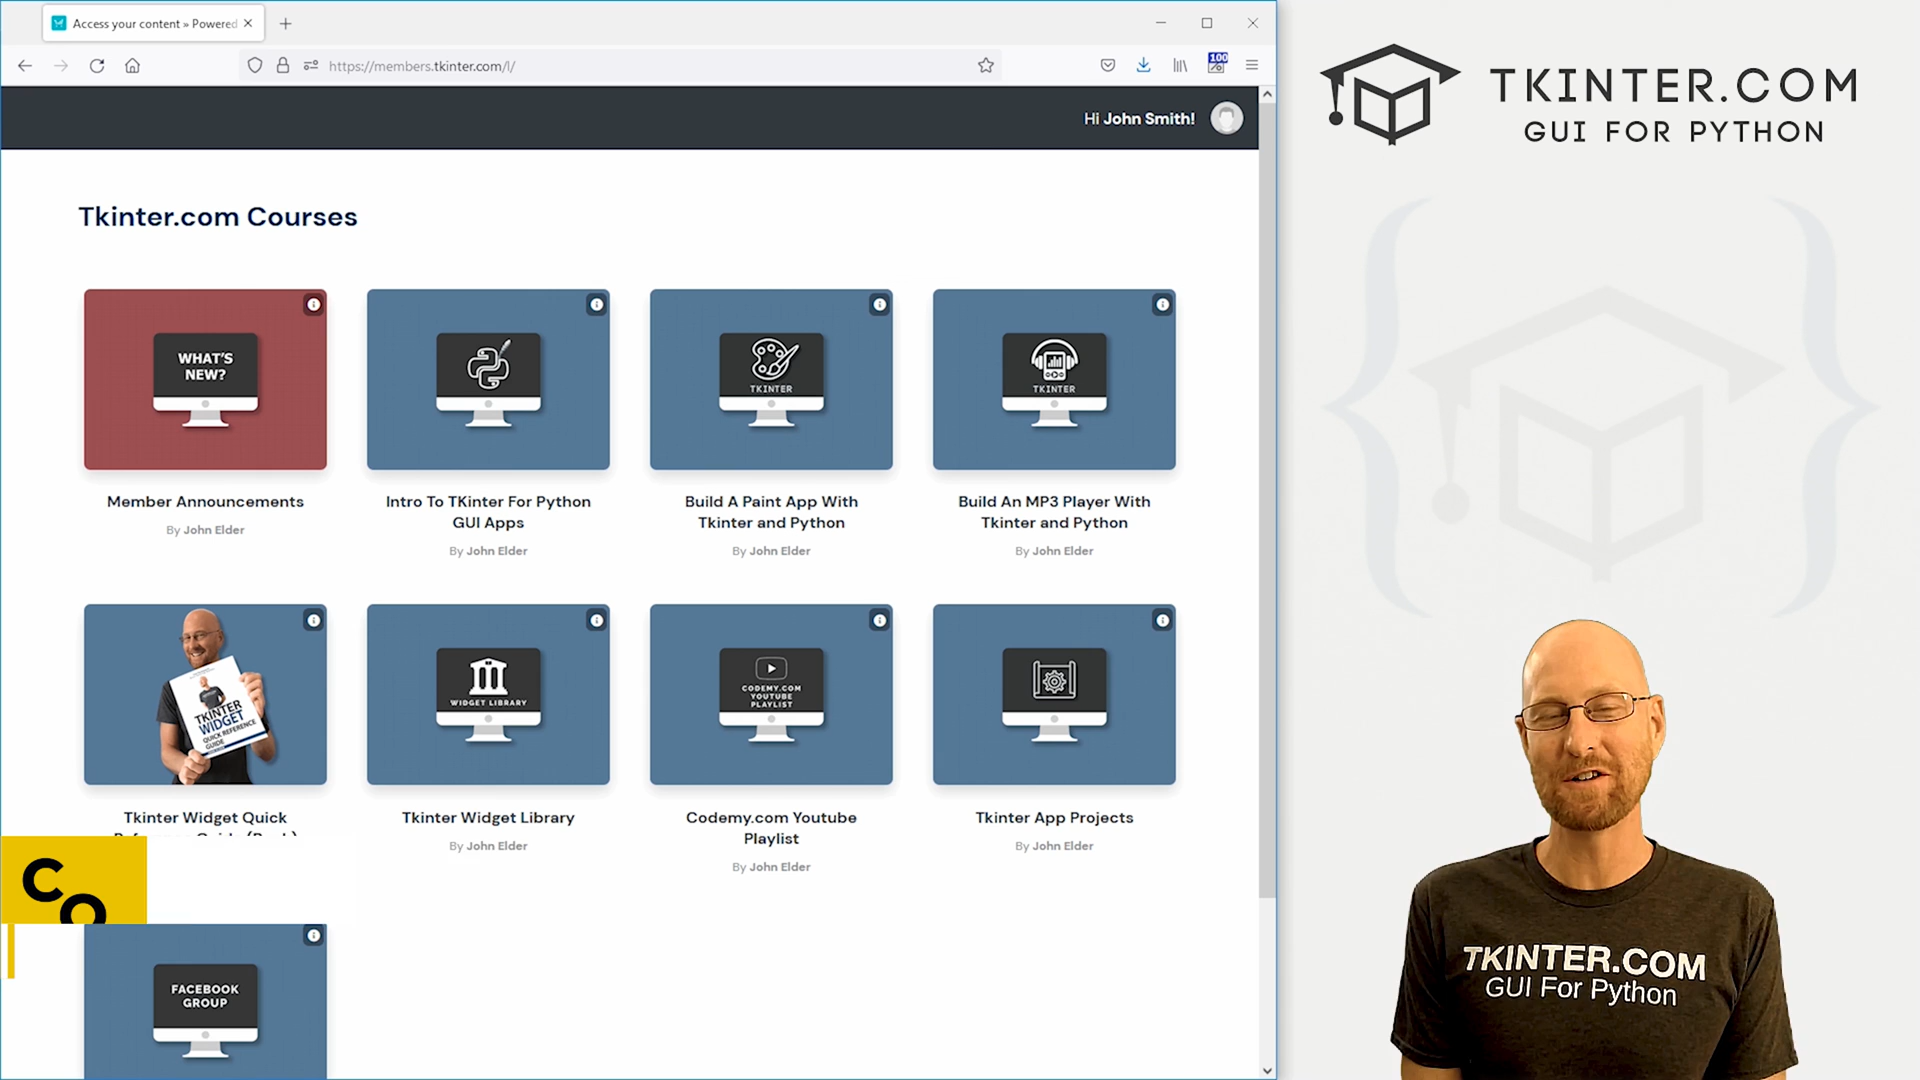 Access your content » Powered
https://members.tkinter.com/l/
100
Hi John Smith!
TKINTER.COM
GUI FOR PYTHON
Tkinter.com Courses
WHAT'S
NEW?
TKINTER
TKINTER
Member Announcements
By John Elder
Intro To TKinter For Python
GUI Apps
By John Elder
Build A Paint App With
Tkinter and Python
By John Elder
Build An MP3 Player With
Tkinter and Python
By John Elder
TKINTER
WIDGET
QUICK REFERENCE
GUIDE
WIDGET LIBRARY
CODEMY.COM
YOUTUBE
PLAYLIST
Tkinter Widget Quick
Tkinter Widget Library
By John Elder
Codemy.com Youtube
Playlist
By John Elder
Tkinter App Projects
By John Elder
CO
FACEBOOK
GROUP
TKINTER.COM
GUI For Python